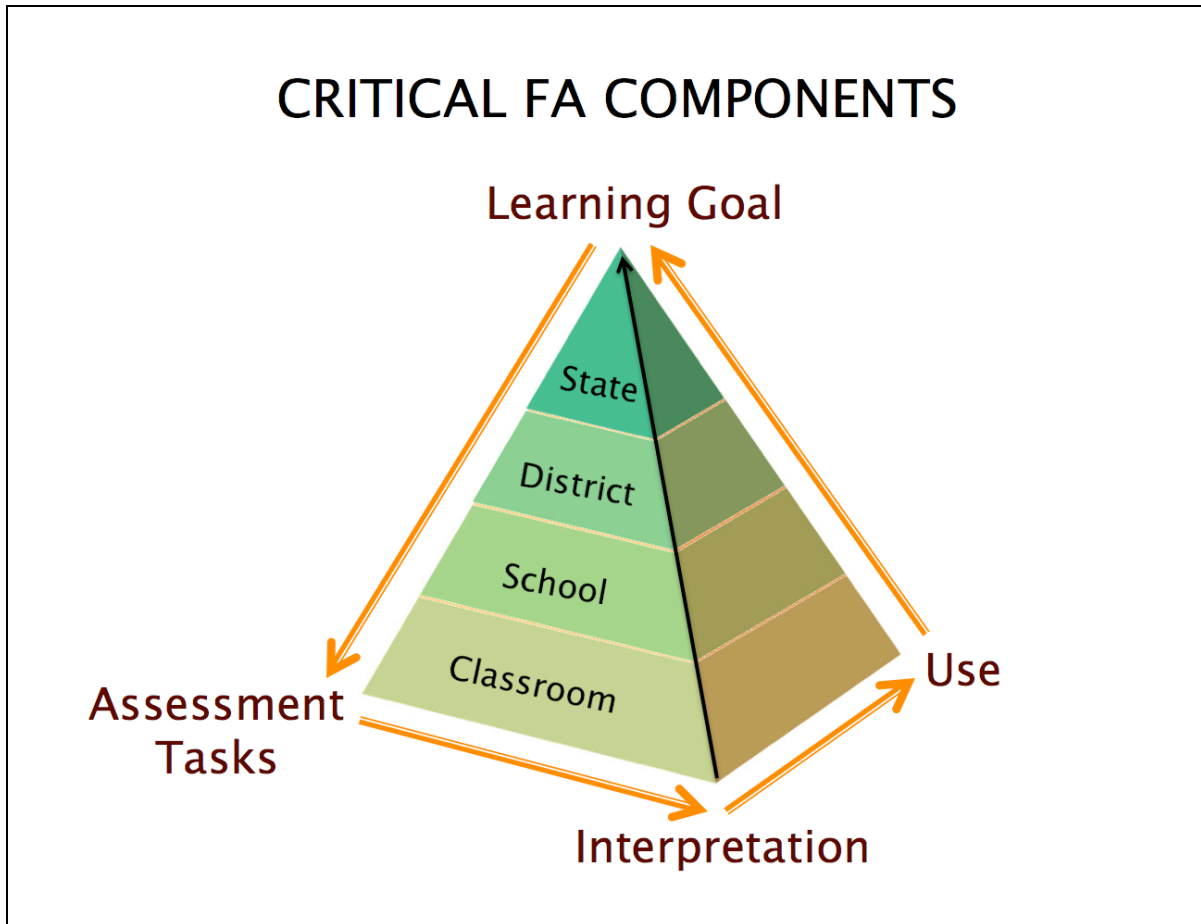 CRITICAL FA COMPONENTS
Learning Goal
State
District
School
Classroom
Use
Assessment
Tasks
Interpretation